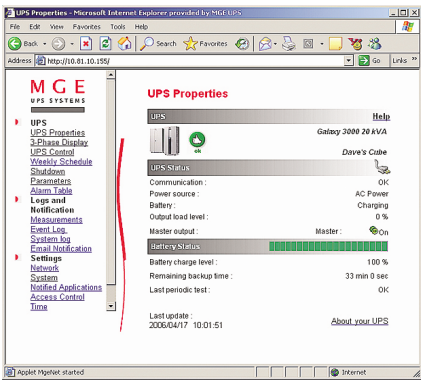 UPS Properties - Microsoft Internet Explorer provided by MGE UPS
File Edit View Favorites Tools Help
Back Search Favorites
Address http://10.81.10.155/ Go Links »
MGE
UPS SYSTEMS
UPS
UPS Properties
3-Phase Display
UPS Control
Weekly Schedule
Shutdown
Parameters
Alarm Table
Logs and
Notification
Measurements
Event Log
System log
Email Notification
Settings
Network
System
Notified Applications
Access Control
Time
UPS Properties
UPS Help
Galaxy 3000 20 kVA
ok
Dave's Cube
UPS Status
Communication : OK
Power source : AC Power
Battery : Charging
Output load level : 0 %
Master output : Master : On
Battery Status
Battery charge level : 100 %
Remaining backup time : 33 min 0 sec
Last periodic test : OK
Last update :
2006/04/17 10:01:51
About your UPS
Applet MgeNet started Internet